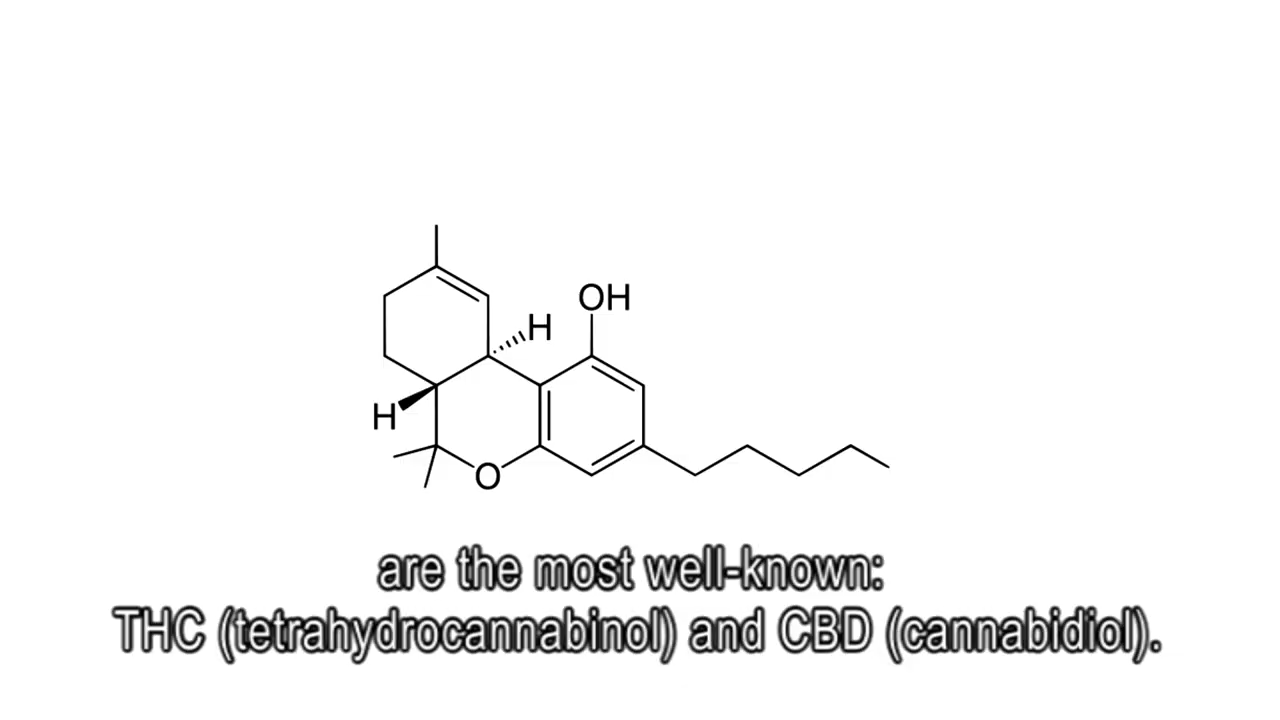 OH
H
H
O
are the most well-known:
THC (tetrahydrocannabinol) and CBD (cannabidiol).